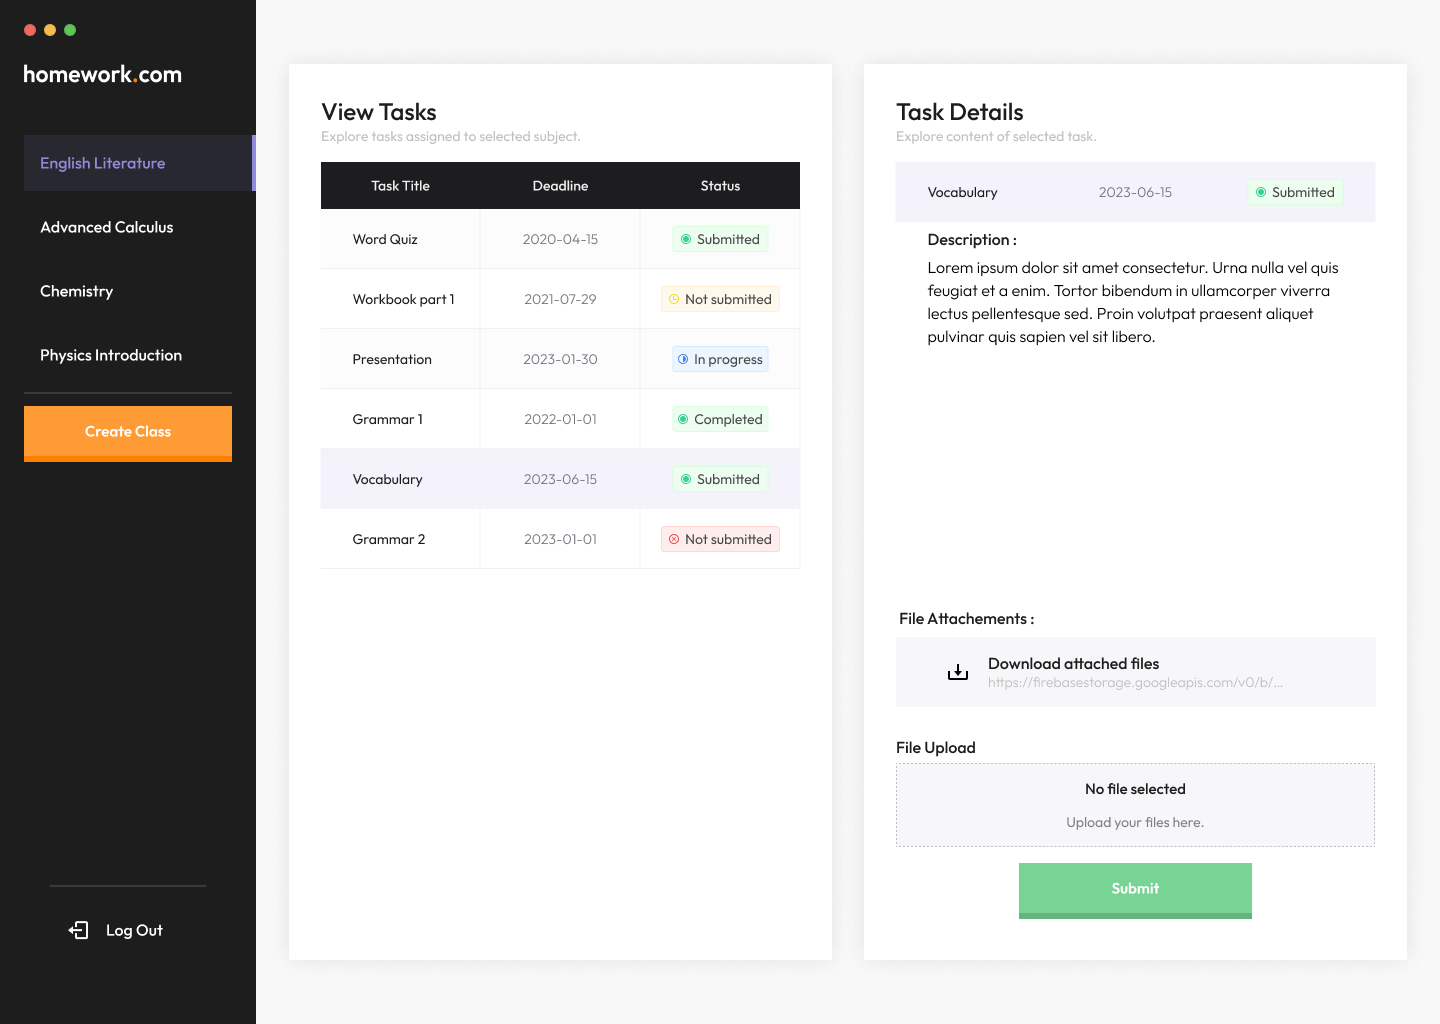 homework.com
English Literature
Advanced Calculus
Chemistry
Physics Introduction
Create Class
Log Out
View Tasks
Explore tasks assigned to selected subject.
Task Title Deadline Status
Word Quiz 2020-04-15 Submitted
Workbook part 1 2021-07-29 Not submitted
Presentation 2023-01-30 In progress
Grammar 1 2022-01-01 Completed
Vocabulary 2023-06-15 Submitted
Grammar 2 2023-01-01 Not submitted
Task Details
Explore content of selected task.
Vocabulary 2023-06-15 Submitted
Description :
Lorem ipsum dolor sit amet consectetur. Urna nulla vel quis
feugiat et a enim. Tortor bibendum in ullamcorper viverra
lectus pellentesque sed. Proin volutpat praesent aliquet
pulvinar quis sapien vel sit libero.
File Attachements :
Download attached files
https://firebasestorage.googleapis.com/v0/b/...
File Upload
No file selected
Upload your files here.
Submit